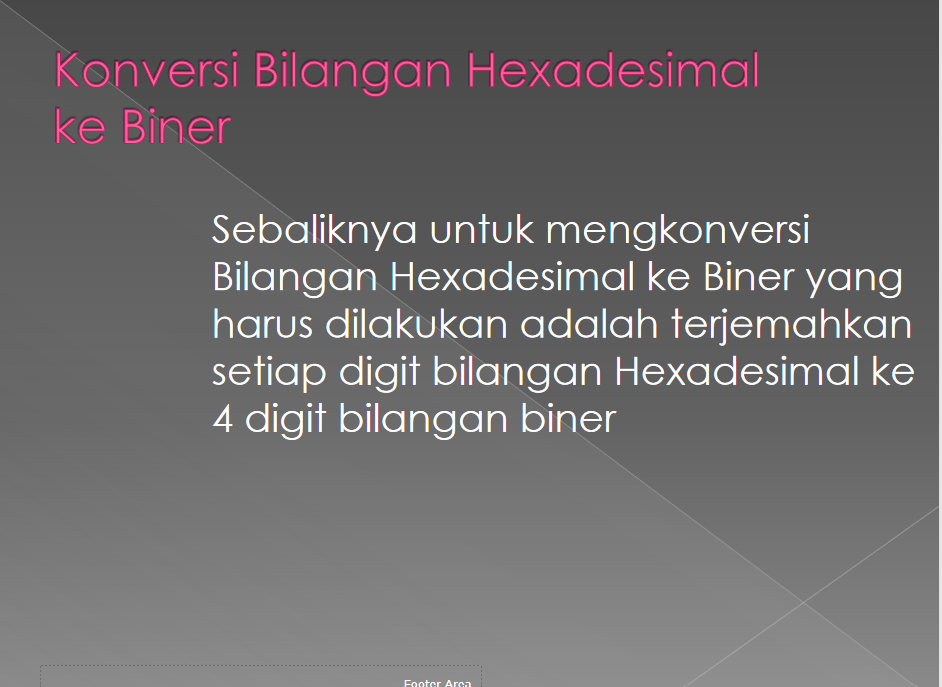 Konversi Bilangan Hexadesimal
ke Biner
Sebaliknya untuk mengkonversi
Bilangan Hexadesimal ke Biner yang
harus dilakukan adalah terjemahkan
setiap digit bilangan Hexadesimal ke
4 digit bilangan biner
Footer Area